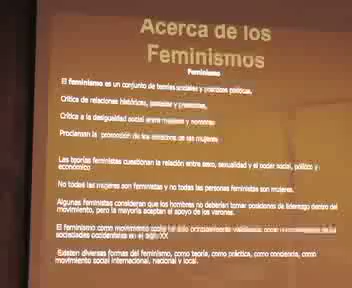 Acerca de los
Feminismos
Feminismo
El feminismo es un conjunto de teorías sociales y prácticas políticas.
Crítica de relaciones históricas, pasadas y presentes.
Crítica a la desigualdad social entre mujeres y hombres
Proclaman la promoción de los derechos de las mujeres
Las teorías feministas cuestionan la relación entre sexo, sexualidad y el poder social, político y
económico
No todas las mujeres son feministas y no todas las personas feministas son mujeres.
Algunas feministas consideran que los hombres no deberían tomar posiciones de liderazgo dentro del
movimiento, pero la mayoría aceptan el apoyo de los varones.
El feminismo como movimiento
sociedades occidentales en el siglo XX
Existen diversas formas del feminismo, como teoría, como práctica, como conciencia, como
movimiento social internacional, nacional y local.